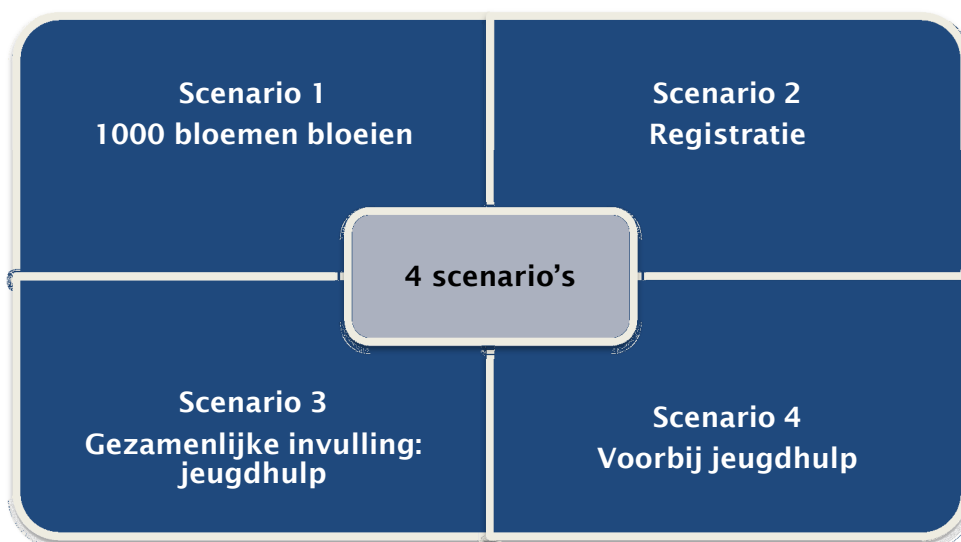 Scenario 1
1000 bloemen bloeien
Scenario 2
Registratie
4 scenario's
Scenario 3
Gezamenlijke invulling:
jeugdhulp
Scenario 4
Voorbij jeugdhulp